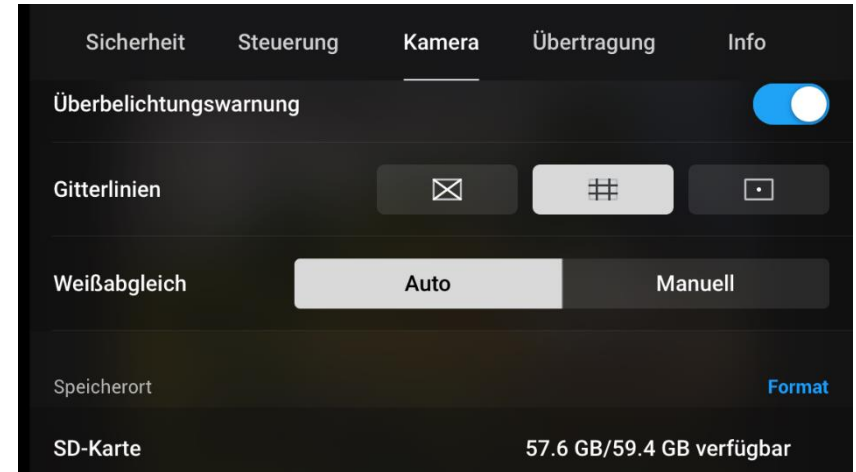 Sicherheit Steuerung Kamera Übertragung Info
Überbelichtungswarnung
Gitterlinien
Weißabgleich Auto Manuell
Speicherort Format
SD-Karte 57.6 GB/59.4 GB verfügbar